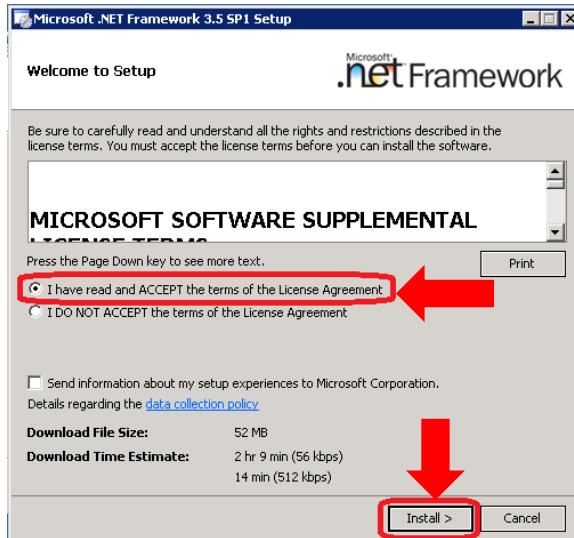 Microsoft .NET Framework 3.5 SP1 Setup
Welcome to Setup
Microsoft
.net Framework
Be sure to carefully read and understand all the rights and restrictions described in the
license terms. You must accept the license terms before you can install the software.
MICROSOFT SOFTWARE SUPPLEMENTAL
LICENSE TERMS
Press the Page Down key to see more text.
Print
I have read and ACCEPT the terms of the License Agreement
I DO NOT ACCEPT the terms of the License Agreement
Send information about my setup experiences to Microsoft Corporation.
Details regarding the data collection policy
Download File Size: 52 MB
Download Time Estimate: 2 hr 9 min (56 kbps)
14 min (512 kbps)
Install >
Cancel